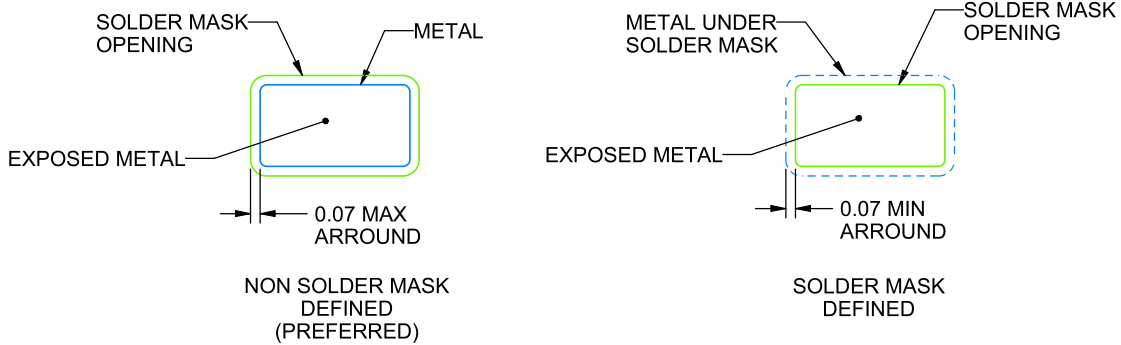 SOLDER MASK
OPENING
METAL
EXPOSED METAL
0.07 MAX
ARROUND
NON SOLDER MASK
DEFINED
(PREFERRED)
METAL UNDER
SOLDER MASK
SOLDER MASK
OPENING
EXPOSED METAL
0.07 MIN
ARROUND
SOLDER MASK
DEFINED